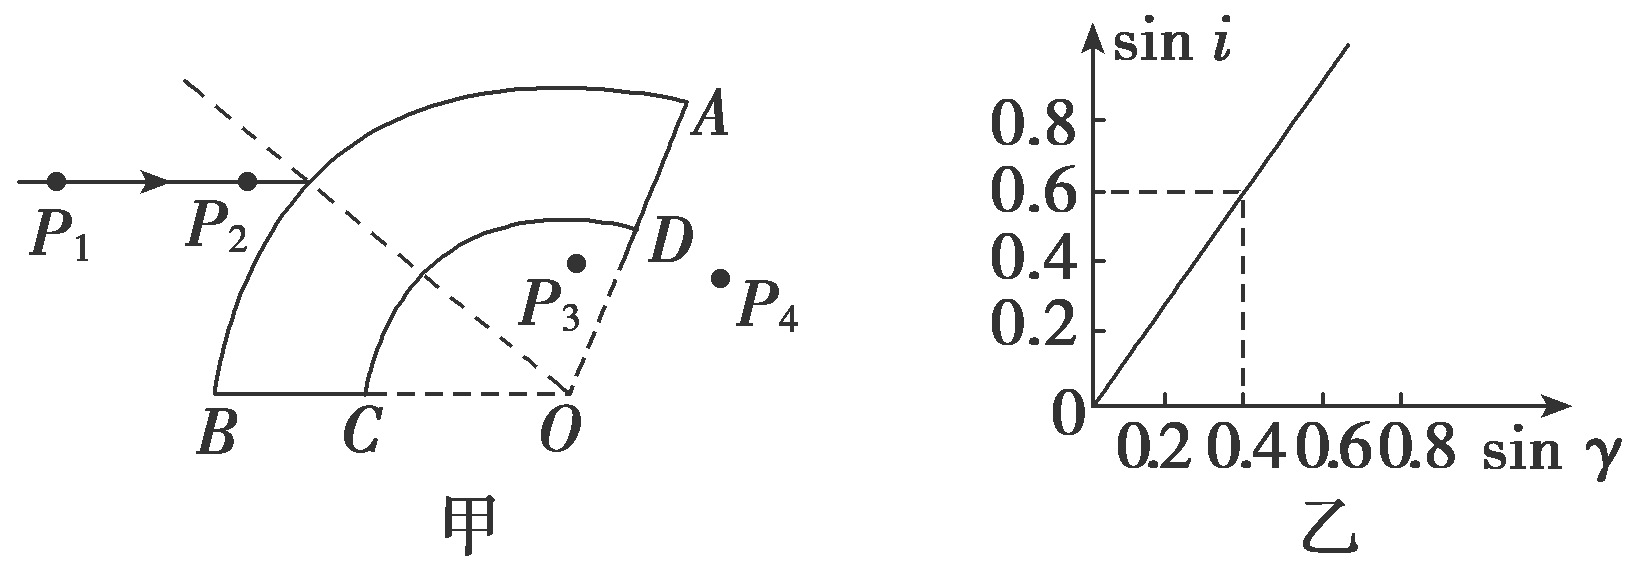 A
P₁
P₂
D
P₃
P₄
B
C
O
甲
sin i
0.8
0.6
0.4
0.2
0
0.2 0.4 0.6 0.8 sin γ
乙